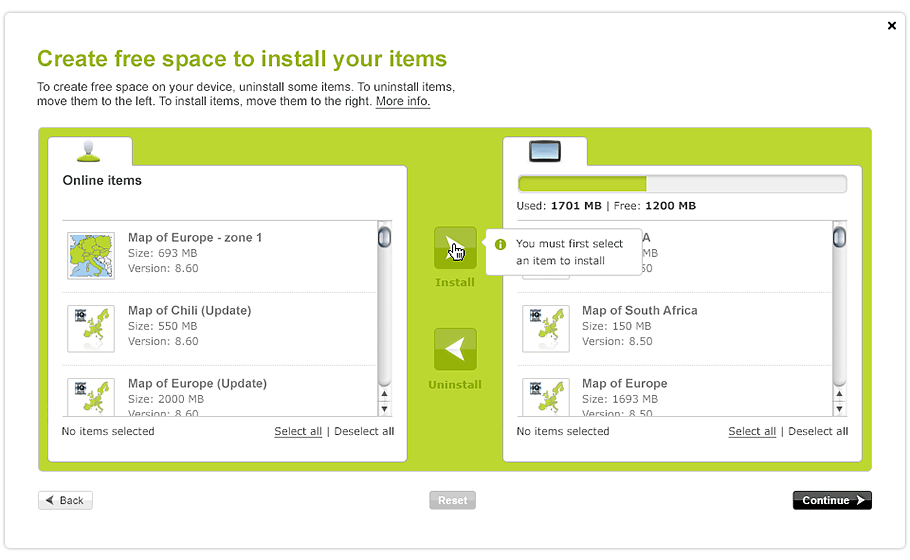 Create free space to install your items
To create free space on your device, uninstall some items. To uninstall items,
move them to the left. To install items, move them to the right. More info.
Online items
Map of Europe - zone 1
Size: 693 MB
Version: 8.60
Map of Chili (Update)
Size: 550 MB
Version: 8.60
Map of Europe (Update)
Size: 2000 MB
Version: 8.60
No items selected
Select all | Deselect all
Install
Uninstall
You must first select
an item to install
Used: 1701 MB | Free: 1200 MB
A
MB
50
Map of South Africa
Size: 150 MB
Version: 8.50
Map of Europe
Size: 1693 MB
Version: 8.50
No items selected
Select all | Deselect all
Back
Reset
Continue